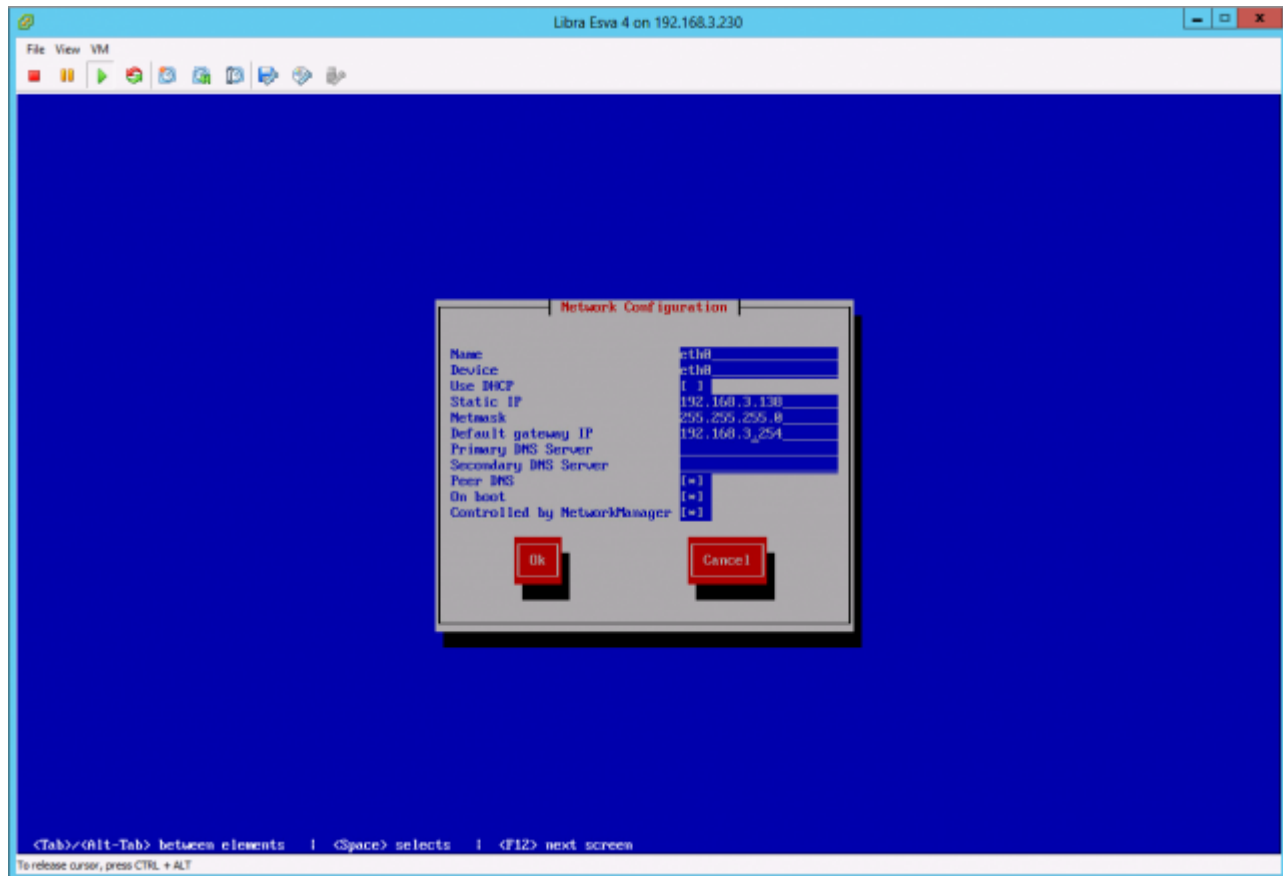 Libra Esva 4 on 192.168.3.230
File View VM
Network Configuration
Name eth0
Device eth0
Use DHCP [ ]
Static IP 192.168.3.138
Netmask 255.255.255.0
Default gateway IP 192.168.3.254
Primary DNS Server
Secondary DNS Server
Peer DNS [*]
On boot [*]
Controlled by NetworkManager [*]
Ok Cancel
<Tab>/<Alt-Tab> between elements | <Space> selects | <F12> next screen
To release cursor, press CTRL + ALT